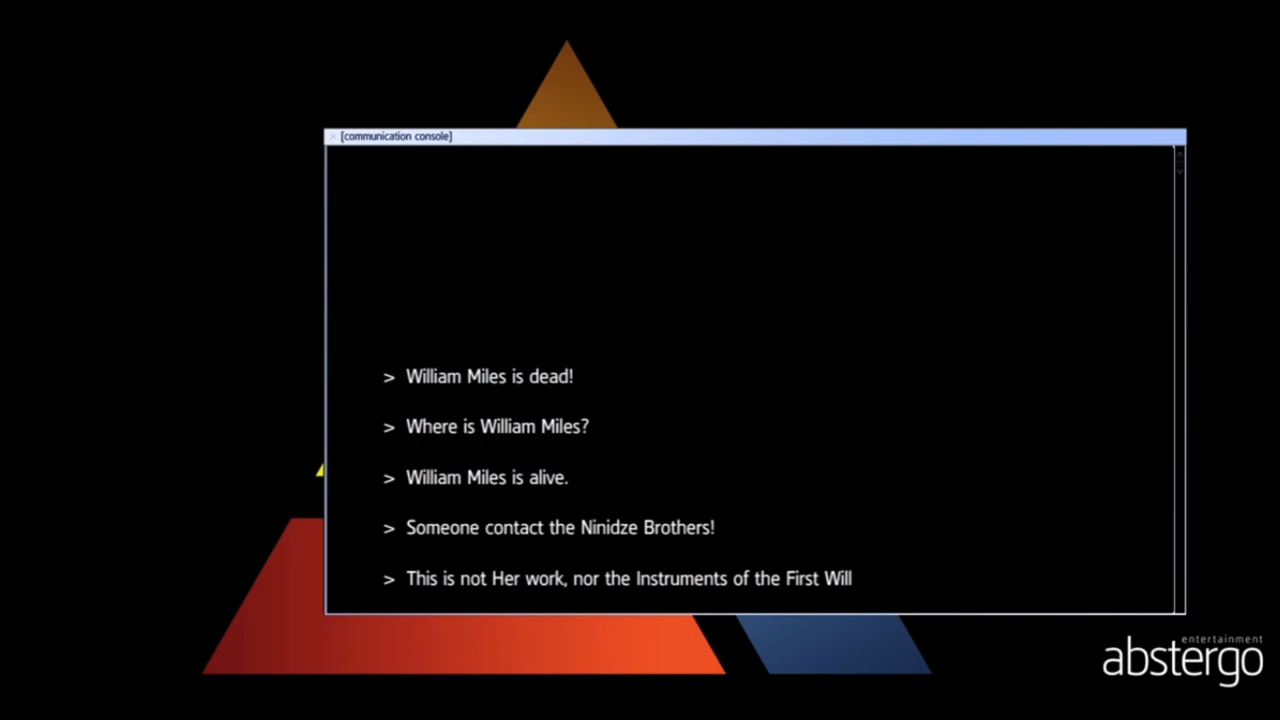 [communication console]
> William Miles is dead!
> Where is William Miles?
> William Miles is alive.
> Someone contact the Ninidze Brothers!
> This is not Her work, nor the Instruments of the First Will
entertainment
abstergo